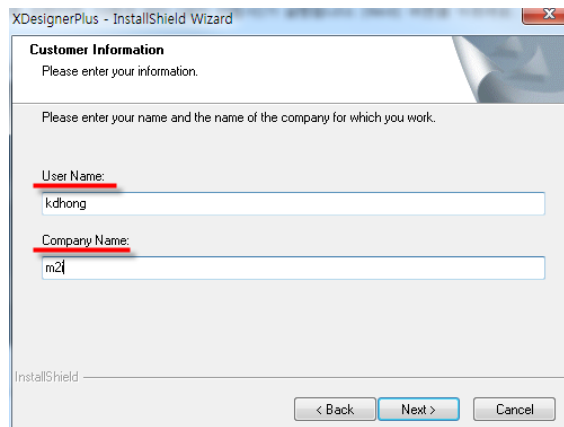 XDesignerPlus - InstallShield Wizard
Customer Information
Please enter your information.
Please enter your name and the name of the company for which you work.
User Name:
kdhong
Company Name:
m2i
InstallShield
< Back
Next >
Cancel